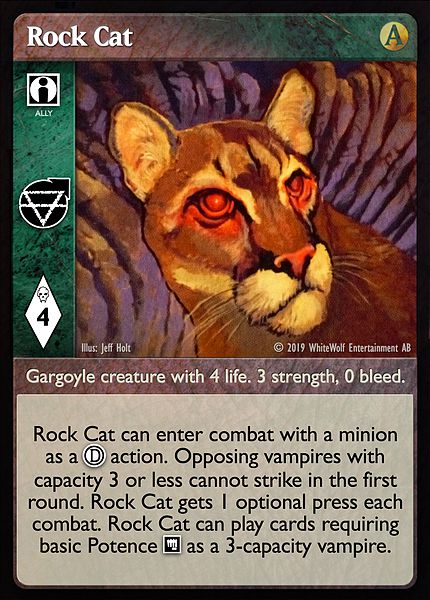 Rock Cat
A
ALLY
4
Illus: Jeff Holt
© 2019 WhiteWolf Entertainment AB
Gargoyle creature with 4 life. 3 strength, 0 bleed.
Rock Cat can enter combat with a minion
as a D action. Opposing vampires with
capacity 3 or less cannot strike in the first
round. Rock Cat gets 1 optional press each
combat. Rock Cat can play cards requiring
basic Potence as a 3-capacity vampire.